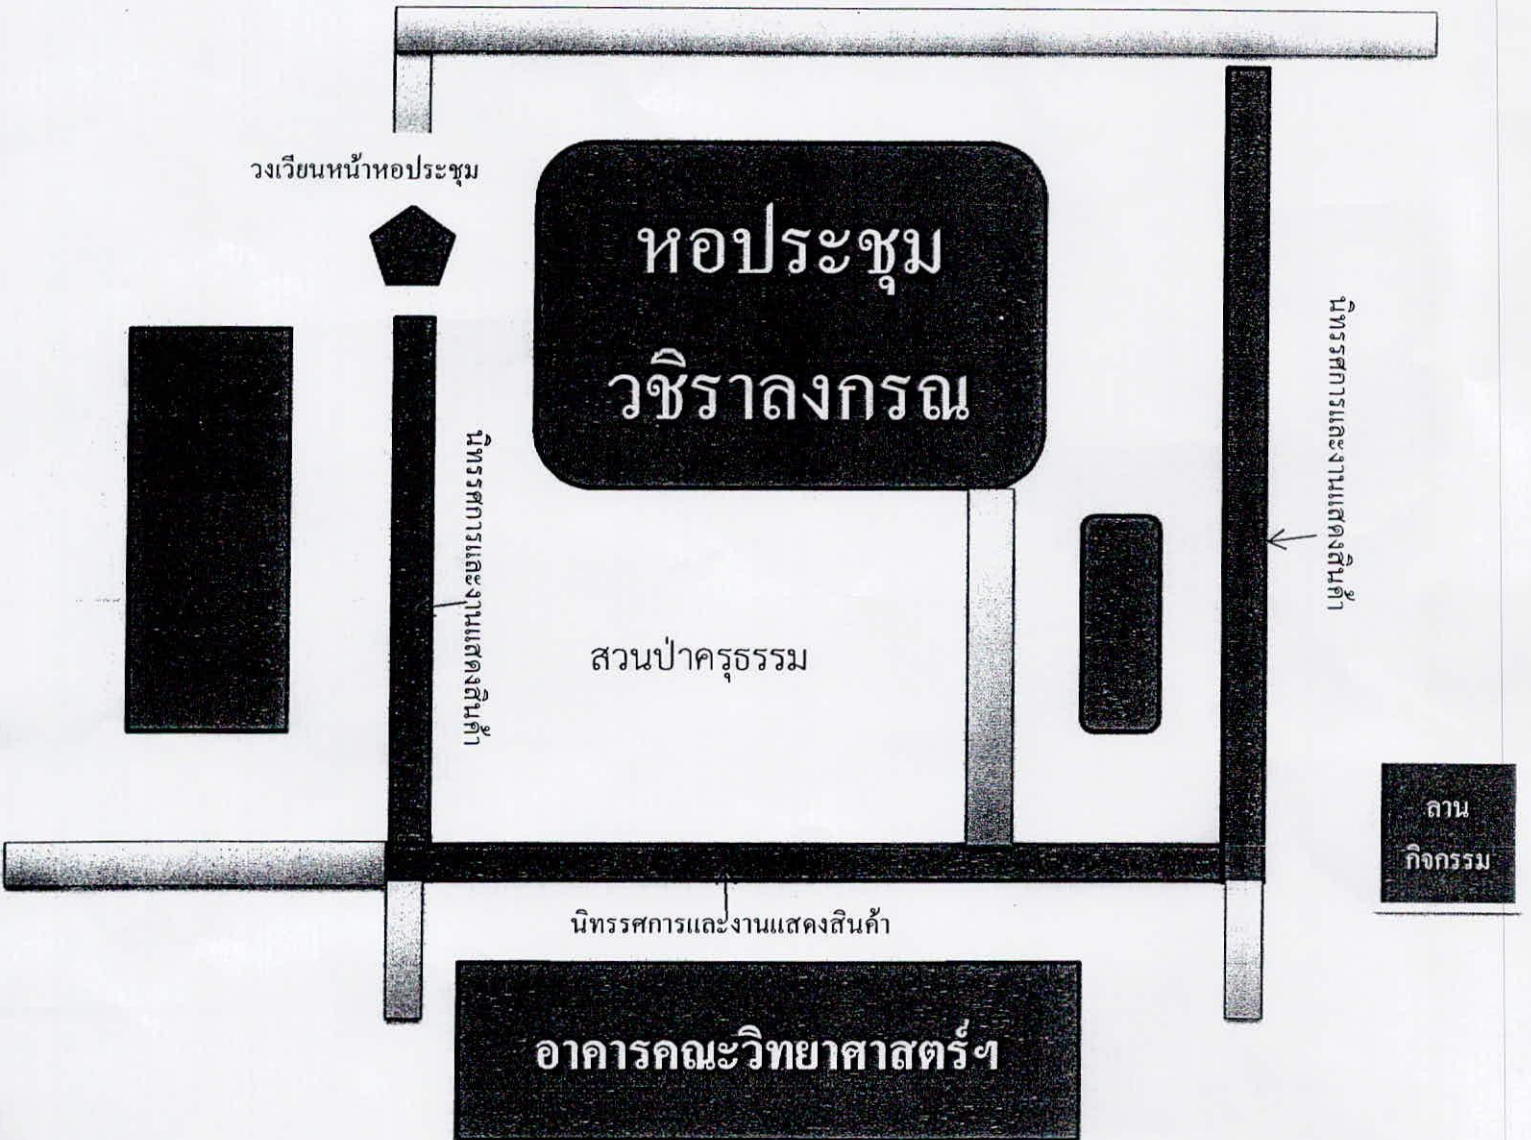 วงเวียนหน้าหอประชุม
หอประชุม
วชิราลงกรณ
นิทรรศการและงานแสดงสินค้า
นิทรรศการและงานแสดงสินค้า
สวนป่าครุธรรม
ลาน
กิจกรรม
นิทรรศการและงานแสดงสินค้า
อาคารคณะวิทยาศาสตร์ฯ